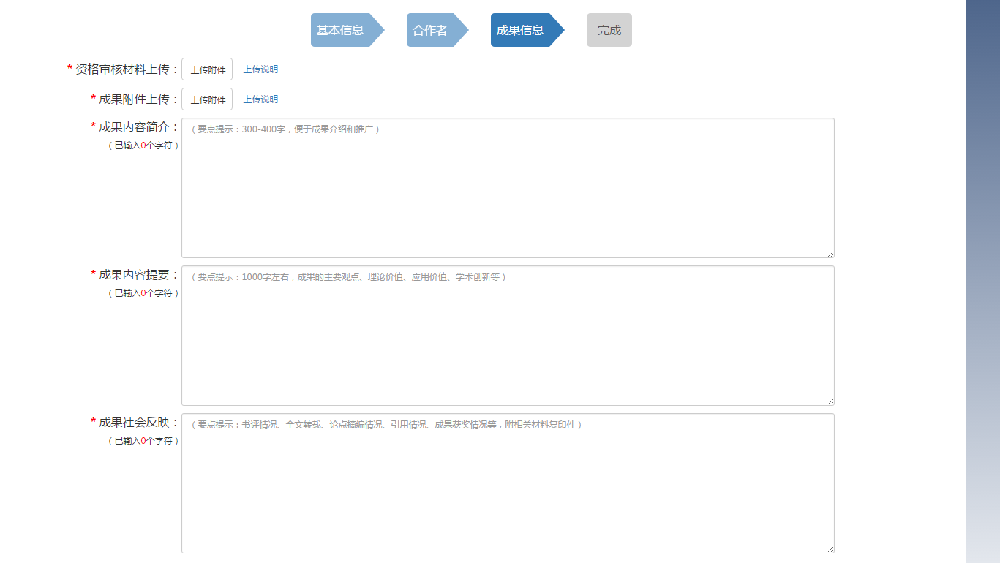 基本信息 合作者 成果信息 完成
* 资格审核材料上传： 上传附件 上传说明
* 成果附件上传： 上传附件 上传说明
* 成果内容简介： （要点提示：300-400字，便于成果介绍和推广）
（已输入0个字符）
* 成果内容提要： （要点提示：1000字左右，成果的主要观点、理论价值、应用价值、学术创新等）
（已输入0个字符）
* 成果社会反映： （要点提示：书评情况、全文转载、论点摘编情况、引用情况、成果获奖情况等，附相关材料复印件）
（已输入0个字符）